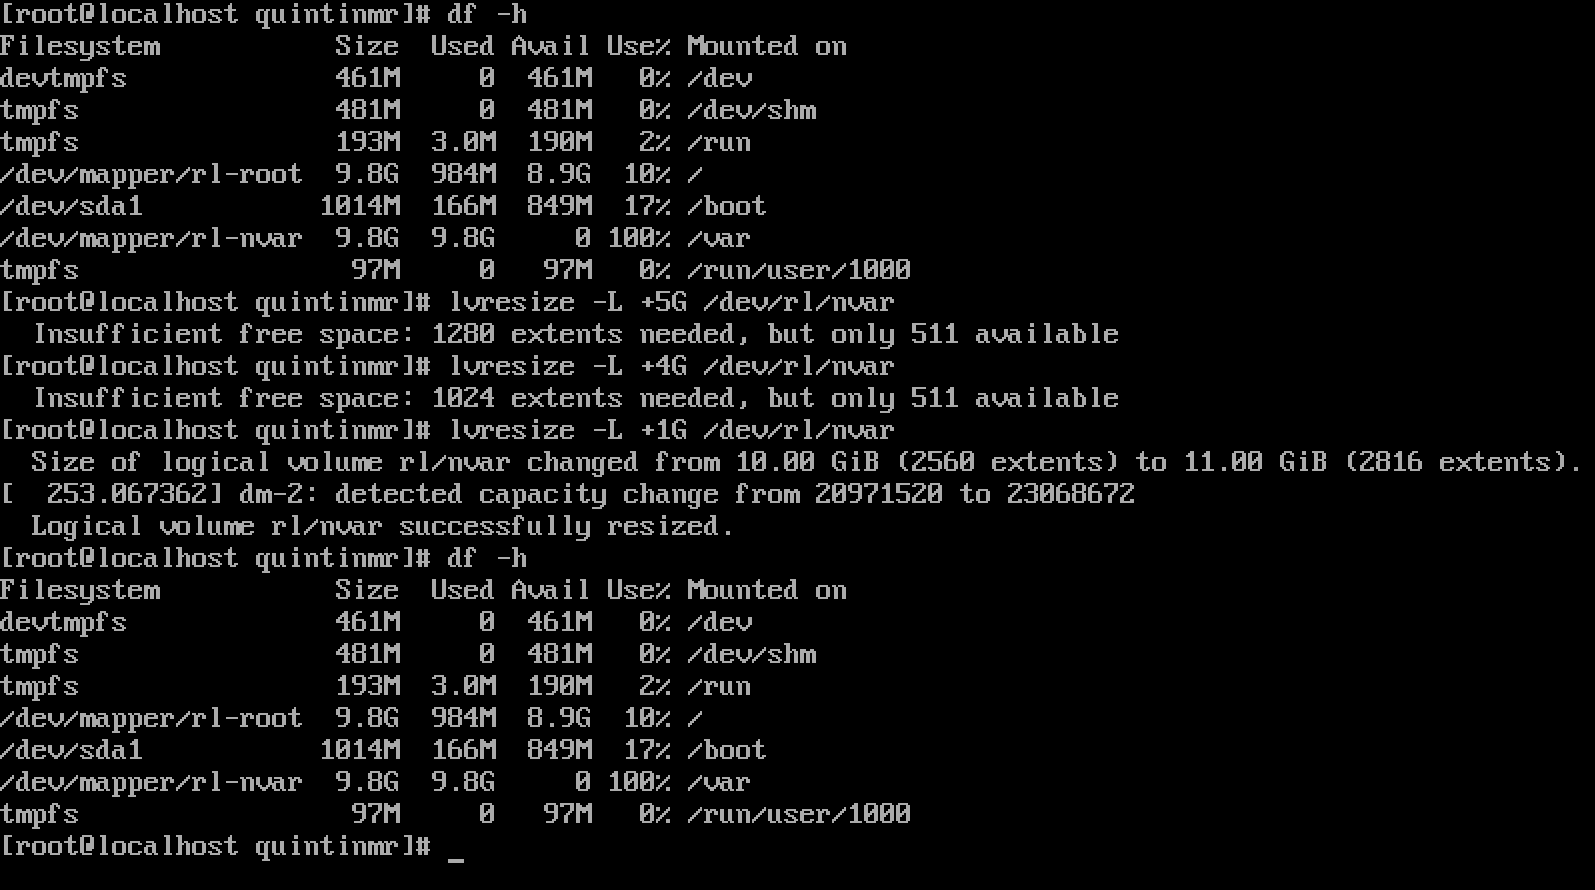 [root@localhost quintinmr]# df -h
Filesystem           Size  Used Avail Use% Mounted on
devtmpfs             461M     0  461M   0% /dev
tmpfs                481M     0  481M   0% /dev/shm
tmpfs                193M  3.0M  190M   2% /run
/dev/mapper/rl-root  9.8G  984M  8.9G  10% /
/dev/sda1           1014M  166M  849M  17% /boot
/dev/mapper/rl-nvar  9.8G  9.8G     0 100% /var
tmpfs                 97M     0   97M   0% /run/user/1000
[root@localhost quintinmr]# lvresize -L +5G /dev/rl/nvar
  Insufficient free space: 1280 extents needed, but only 511 available
[root@localhost quintinmr]# lvresize -L +4G /dev/rl/nvar
  Insufficient free space: 1024 extents needed, but only 511 available
[root@localhost quintinmr]# lvresize -L +1G /dev/rl/nvar
  Size of logical volume rl/nvar changed from 10.00 GiB (2560 extents) to 11.00 GiB (2816 extents).
[  253.067362] dm-2: detected capacity change from 20971520 to 23068672
  Logical volume rl/nvar successfully resized.
[root@localhost quintinmr]# df -h
Filesystem           Size  Used Avail Use% Mounted on
devtmpfs             461M     0  461M   0% /dev
tmpfs                481M     0  481M   0% /dev/shm
tmpfs                193M  3.0M  190M   2% /run
/dev/mapper/rl-root  9.8G  984M  8.9G  10% /
/dev/sda1           1014M  166M  849M  17% /boot
/dev/mapper/rl-nvar  9.8G  9.8G     0 100% /var
tmpfs                 97M     0   97M   0% /run/user/1000
[root@localhost quintinmr]# _